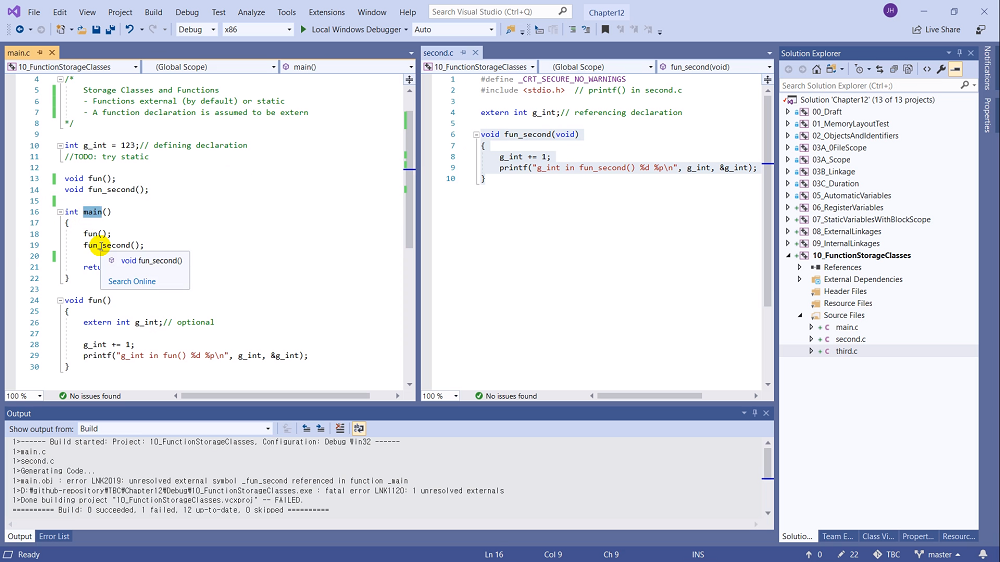 File Edit View Project Build Debug Test Analyze Tools Extensions Window Help Search Visual Studio (Ctrl+Q) Chapter12 JH
Debug x86 Local Windows Debugger Auto Live Share
main.c
10_FunctionStorageClasses (Global Scope) main()
4 /*
5 Storage Classes and Functions
6 - Functions external (by default) or static
7 - A function declaration is assumed to be extern
8 */
9
10 int g_int = 123;// defining declaration
11 //TODO: try static
12
13 void fun();
14 void fun_second();
15
16 int main()
17 {
18 fun();
19 fun_second();
20
21 retu
22 }
23
24 void fun()
25 {
26 extern int g_int;// optional
27
28 g_int += 1;
29 printf("g_int in fun() %d %p\n", g_int, &g_int);
30 }
void fun_second()
Search Online
100 % No issues found
second.c
10_FunctionStorageClasses (Global Scope) fun_second(void)
1 #define _CRT_SECURE_NO_WARNINGS
2 #include <stdio.h> // printf() in second.c
3
4 extern int g_int;// referencing declaration
5
6 void fun_second(void)
7 {
8 g_int += 1;
9 printf("g_int in fun_second() %d %p\n", g_int, &g_int);
10 }
100 % No issues found
Solution Explorer
Search Solution Explorer (Ctrl+;)
Solution 'Chapter12' (13 of 13 projects)
00_Draft
01_MemoryLayoutTest
02_ObjectsAndIdentifiers
03A_0FileScope
03A_Scope
03B_Linkage
03C_Duration
05_AutomaticVariables
06_RegisterVariables
07_StaticVariablesWithBlockScope
08_ExternalLinkages
09_InternalLinkages
10_FunctionStorageClasses
References
External Dependencies
Header Files
Resource Files
Source Files
main.c
second.c
third.c
Solutio... Team E... Class Vi... Propert... Resourc...
Notifications
Properties
Output
Show output from: Build
1>------ Build started: Project: 10_FunctionStorageClasses, Configuration: Debug Win32 ------
1>main.c
1>second.c
1>Generating Code...
1>main.obj : error LNK2019: unresolved external symbol _fun_second referenced in function _main
1>D:₩github-repository₩TBC₩Chapter12₩Debug₩10_FunctionStorageClasses.exe : fatal error LNK1120: 1 unresolved externals
1>Done building project "10_FunctionStorageClasses.vcxproj" -- FAILED.
========== Build: 0 succeeded, 1 failed, 12 up-to-date, 0 skipped ==========
Output Error List
Ready Ln 16 Col 9 Ch 9 INS 0 22 TBC master